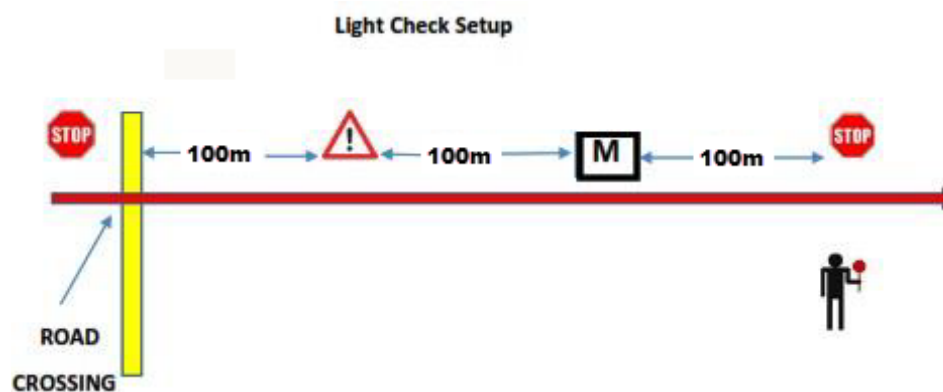 Light Check Setup
STOP
100m
!
100m
M
100m
STOP
ROAD
CROSSING